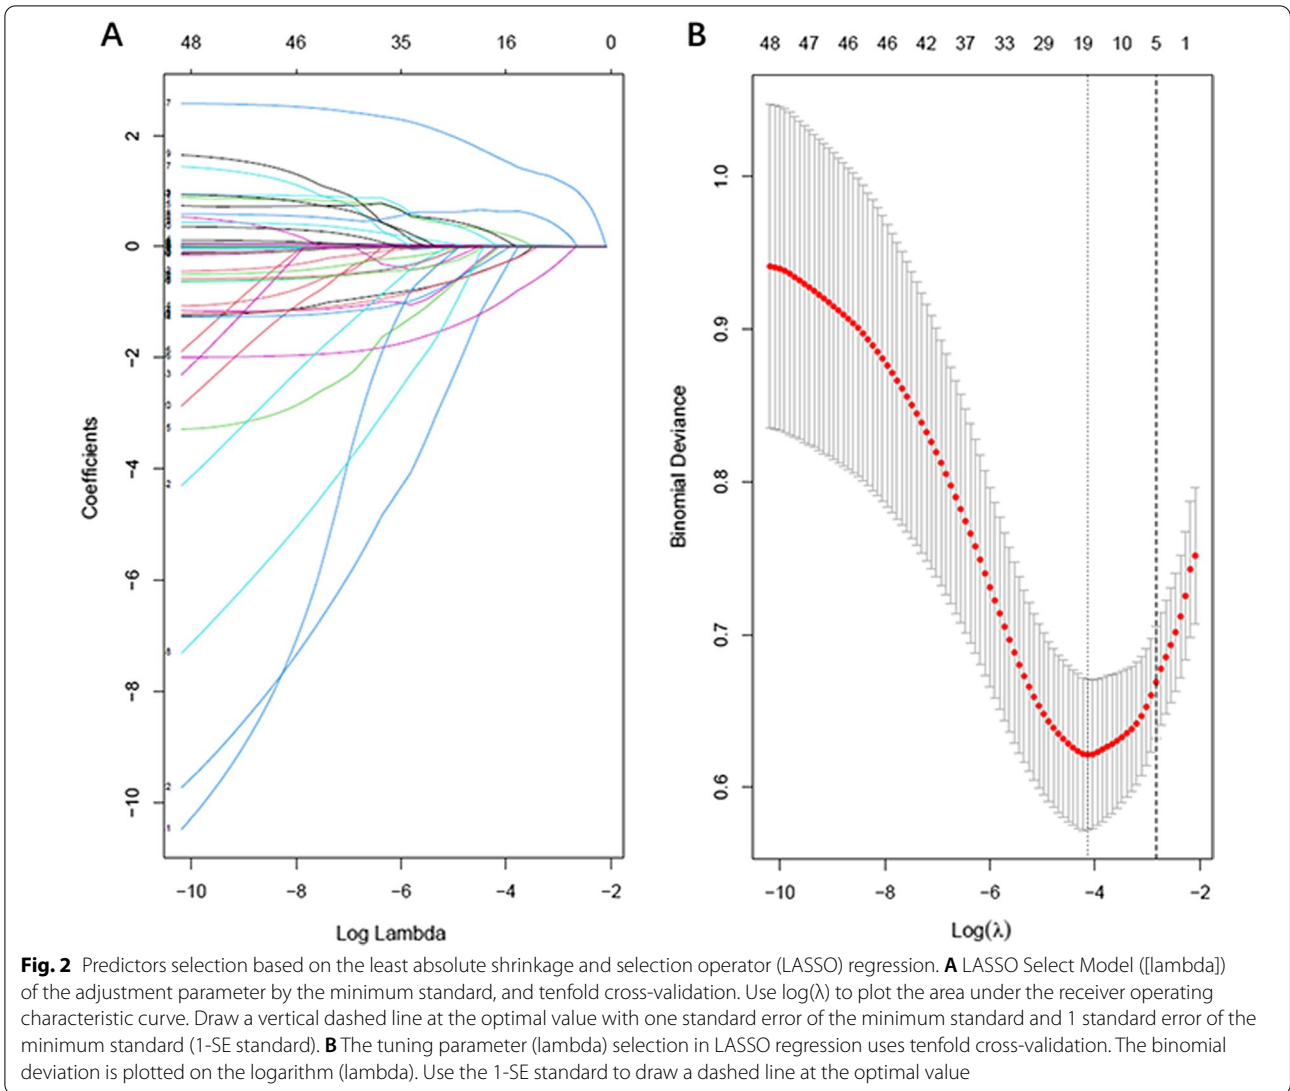 A
48 46 35 16 0
2
0
−2
−4
−6
−8
−10
Coefficients
−10 −8 −6 −4 −2
Log Lambda
B
48 47 46 46 42 37 33 29 19 10 5 1
1.0
0.9
0.8
0.7
0.6
Binomial Deviance
−10 −8 −6 −4 −2
Log(λ)
Fig. 2 Predictors selection based on the least absolute shrinkage and selection operator (LASSO) regression. A LASSO Select Model ([lambda])
of the adjustment parameter by the minimum standard, and tenfold cross-validation. Use log(λ) to plot the area under the receiver operating
characteristic curve. Draw a vertical dashed line at the optimal value with one standard error of the minimum standard and 1 standard error of the
minimum standard (1-SE standard). B The tuning parameter (lambda) selection in LASSO regression uses tenfold cross-validation. The binomial
deviation is plotted on the logarithm (lambda). Use the 1-SE standard to draw a dashed line at the optimal value